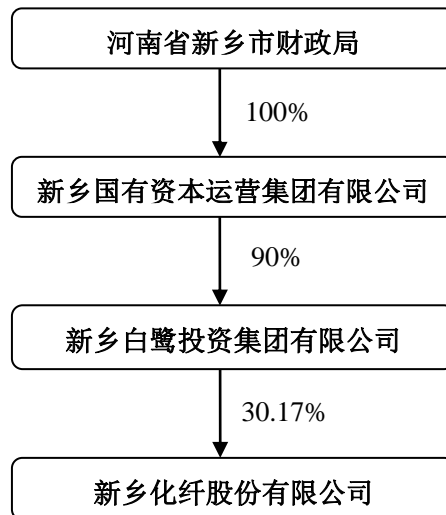 河南省新乡市财政局
100%
新乡国有资本运营集团有限公司
90%
新乡白鹭投资集团有限公司
30.17%
新乡化纤股份有限公司